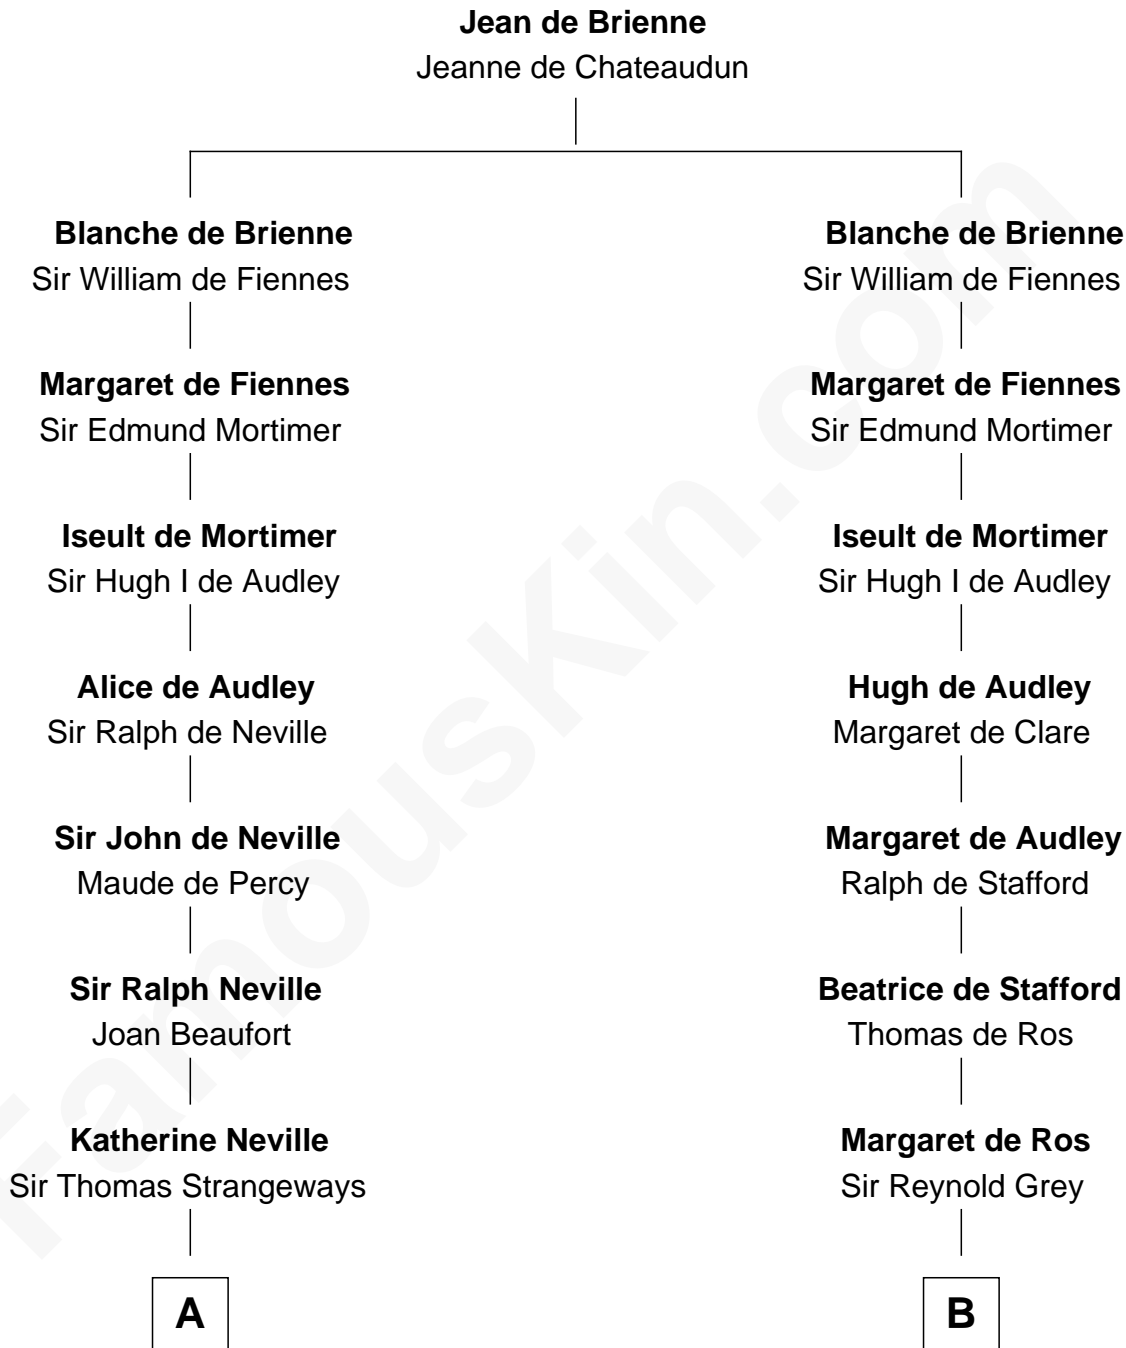 Jean de Brienne
Jeanne de Chateaudun
Blanche de Brienne
Sir William de Fiennes
Margaret de Fiennes
Sir Edmund Mortimer
Iseult de Mortimer
Sir Hugh I de Audley
Alice de Audley
Sir Ralph de Neville
Sir John de Neville
Maude de Percy
Sir Ralph Neville
Joan Beaufort
Katherine Neville
Sir Thomas Strangeways
A
Blanche de Brienne
Sir William de Fiennes
Margaret de Fiennes
Sir Edmund Mortimer
Iseult de Mortimer
Sir Hugh I de Audley
Hugh de Audley
Margaret de Clare
Margaret de Audley
Ralph de Stafford
Beatrice de Stafford
Thomas de Ros
Margaret de Ros
Sir Reynold Grey
B
FamousKin.com